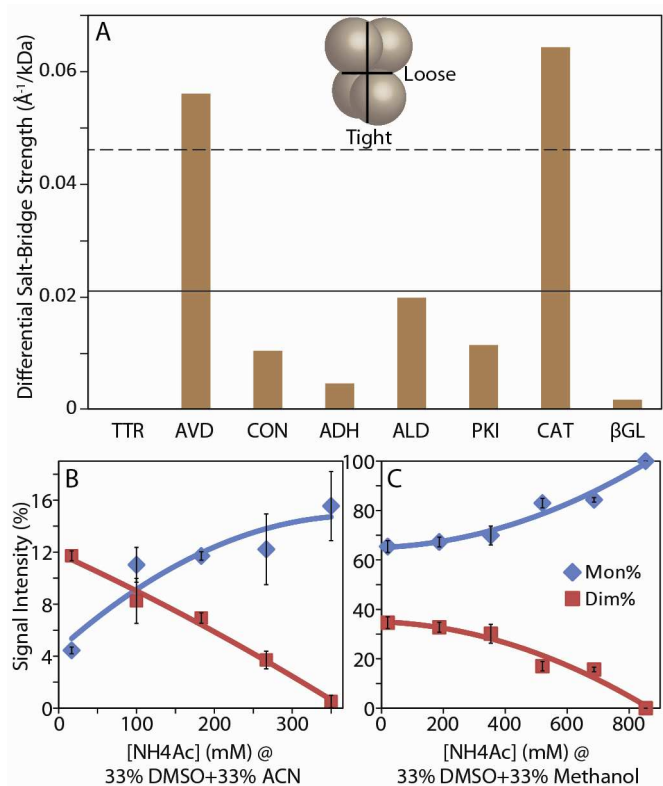 A
Differential Salt-Bridge Strength (Å⁻¹/kDa)
0.06
0.04
0.02
0
Loose
Tight
TTR AVD CON ADH ALD PKI CAT βGL
B
Signal Intensity (%)
16
12
8
4
0
0 100 200 300
[NH4Ac] (mM) @
33% DMSO+33% ACN
C
100
80
60
40
20
0
Mon%
Dim%
0 200 400 600 800
[NH4Ac] (mM) @
33% DMSO+33% Methanol